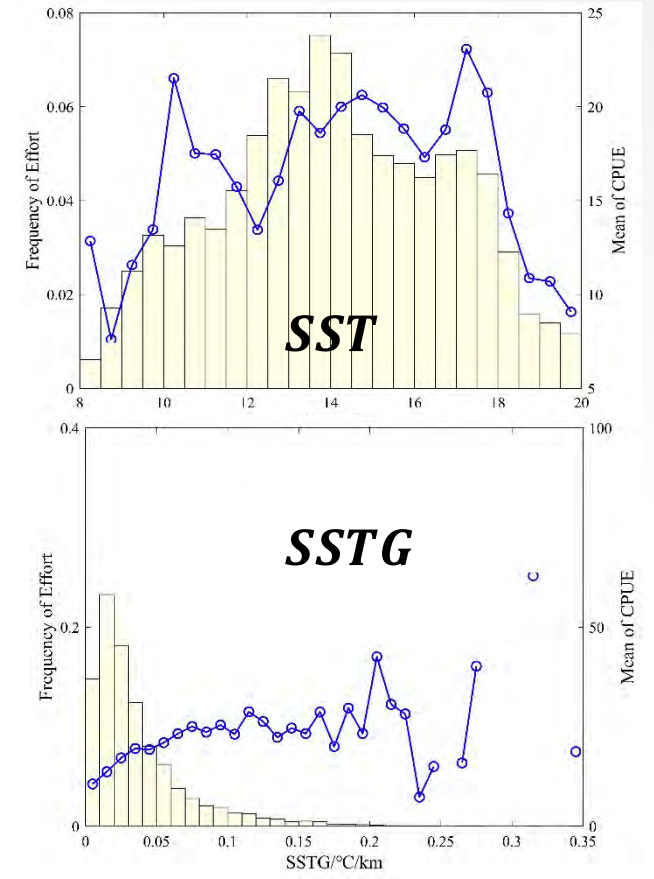 0.08
0.06
0.04
0.02
0
Frequency of Effort
25
20
15
10
5
Mean of CPUE
SST
8 10 12 14 16 18 20
0.4
0.2
0
Frequency of Effort
100
50
0
Mean of CPUE
SSTG
0 0.05 0.1 0.15 0.2 0.25 0.3 0.35
SSTG/°C/km